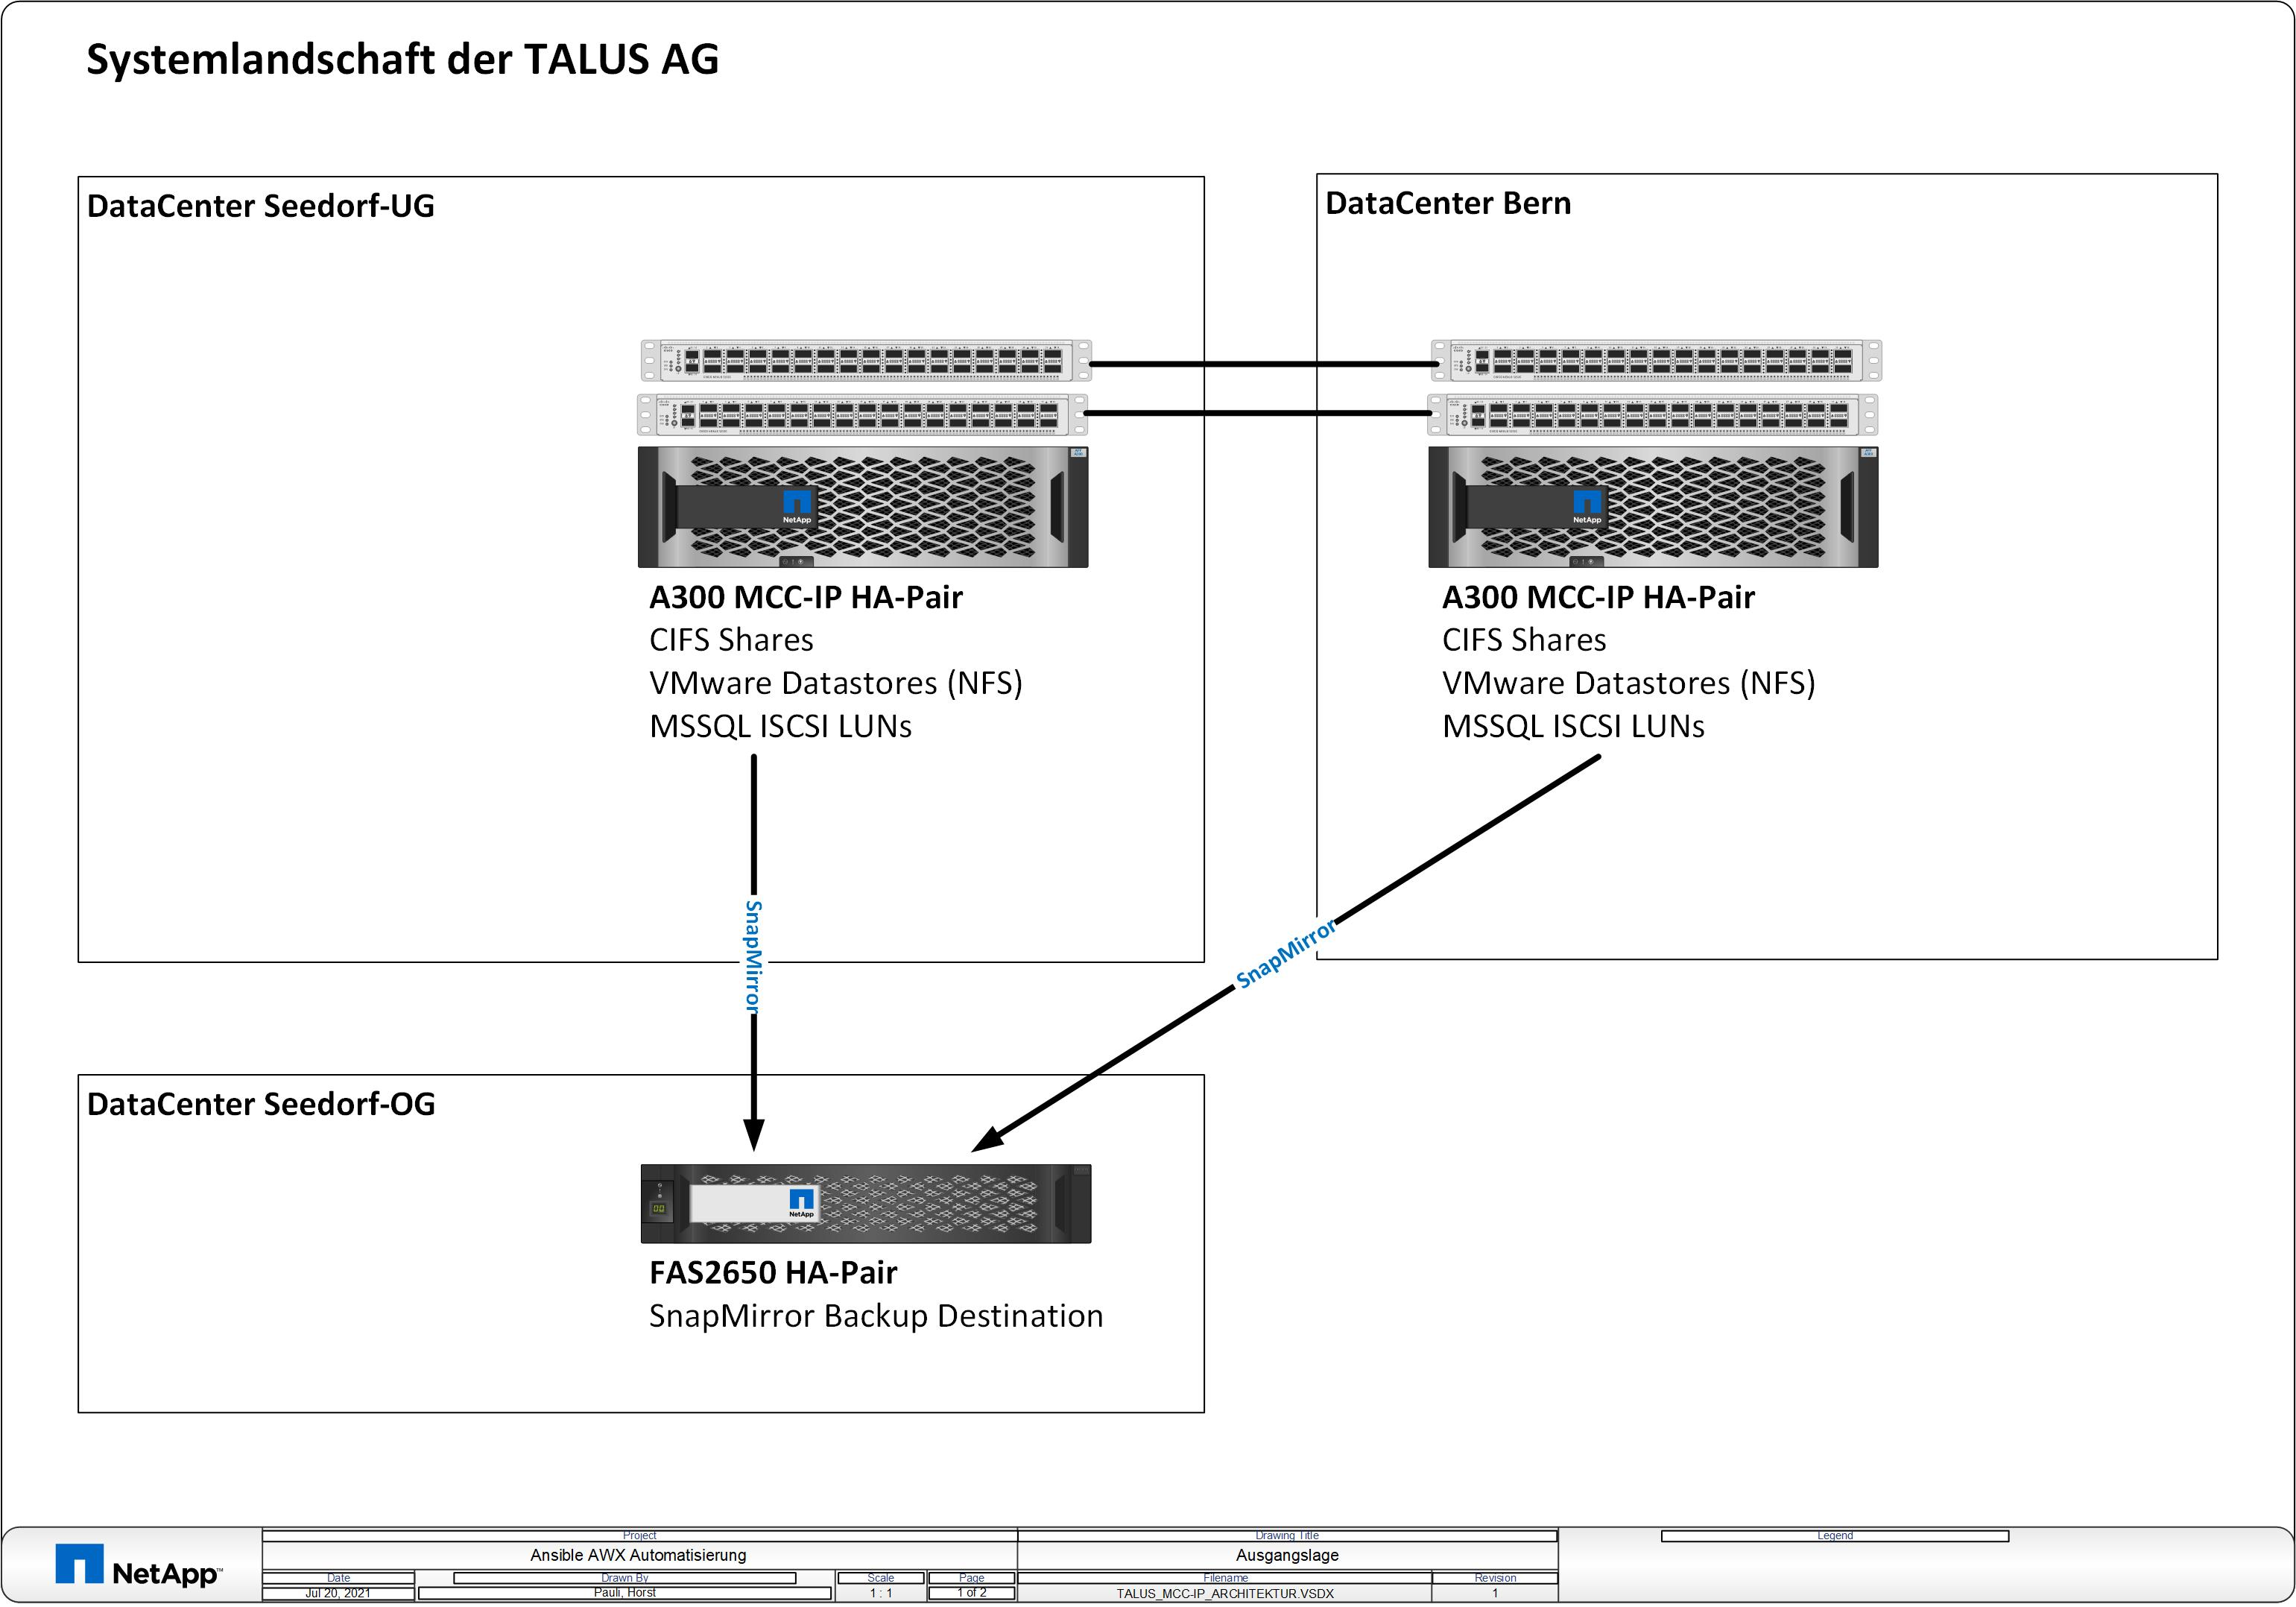 Systemlandschaft der TALUS AG
DataCenter Seedorf-UG
DataCenter Bern
NetApp
NetApp
A300 MCC-IP HA-Pair
CIFS Shares
VMware Datastores (NFS)
MSSQL ISCSI LUNs
A300 MCC-IP HA-Pair
CIFS Shares
VMware Datastores (NFS)
MSSQL ISCSI LUNs
SnapMirror
SnapMirror
DataCenter Seedorf-OG
NetApp
FAS2650 HA-Pair
SnapMirror Backup Destination
NetApp™
Project
Ansible AWX Automatisierung
Drawing Title
Ausgangslage
Legend
Date
Jul 20, 2021
Drawn By
Pauli, Horst
Scale
1 : 1
Page
1 of 2
Filename
TALUS_MCC-IP_ARCHITEKTUR.VSDX
Revision
1